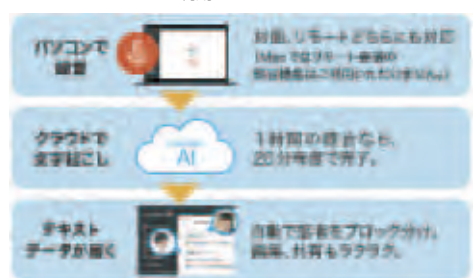 パソコンで
録音
対面、リモートどちらにも対応
クラウドで
文字起こし
AI
1時間の録音なら、
20分程度で完了。
テキスト
データが届く
自動で話者をブロック分け。
編集、共有もラクラク。